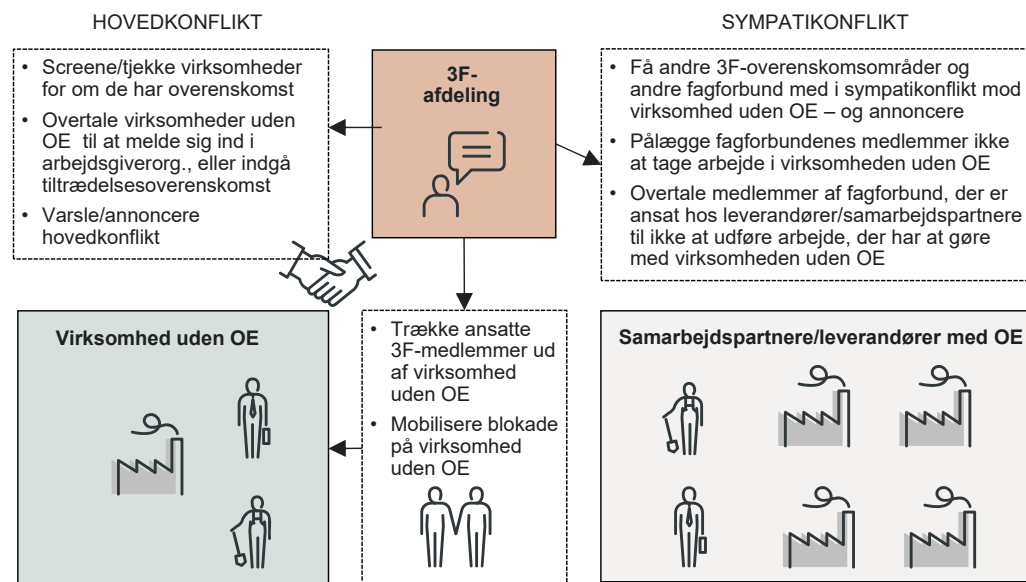 HOVEDKONFLIKT
• Screene/tjekke virksomheder
for om de har overenskomst
• Overtale virksomheder uden
OE til at melde sig ind i
arbejdsgiverorg., eller indgå
tiltrædelsesoverenskomst
• Varsle/annoncere
hovedkonflikt
3F-
afdeling
SYMPATIKONFLIKT
• Få andre 3F-overenskomsområder og
andre fagforbund med i sympatikonflikt mod
virksomhed uden OE – og annoncere
• Pålægge fagforbundenes medlemmer ikke
at tage arbejde i virksomheden uden OE
• Overtale medlemmer af fagforbund, der er
ansat hos leverandører/samarbejdspartnere
til ikke at udføre arbejde, der har at gøre
med virksomheden uden OE
Virksomhed uden OE
• Trække ansatte
3F-medlemmer ud
af virksomhed
uden OE
• Mobilisere blokade
på virksomhed
uden OE
Samarbejdspartnere/leverandører med OE